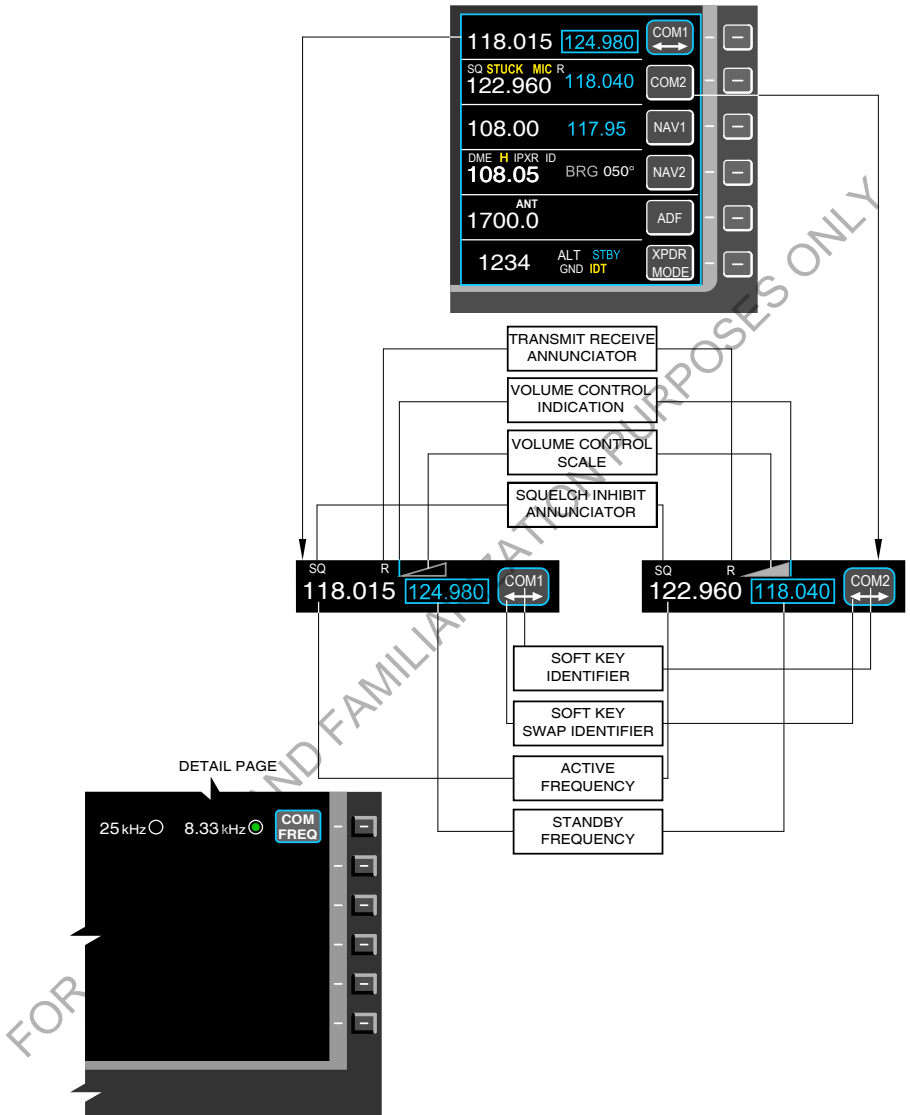 118.015 124.980 COM1
SQ STUCK MIC R
122.960 118.040 COM2
108.00 117.95 NAV1
DME H IPXR ID
108.05 BRG 050° NAV2
ANT
1700.0 ADF
1234 ALT STBY XPDR
GND IDT MODE
TRANSMIT RECEIVE
ANNUNCIATOR
VOLUME CONTROL
INDICATION
VOLUME CONTROL
SCALE
SQUELCH INHIBIT
ANNUNCIATOR
SQ R
118.015 124.980 COM1
SQ R
122.960 118.040 COM2
SOFT KEY
IDENTIFIER
SOFT KEY
SWAP IDENTIFIER
ACTIVE
FREQUENCY
STANDBY
FREQUENCY
DETAIL PAGE
25 kHz 8.33 kHz COM
FREQ
FOR AND FAMILIARIZATION PURPOSES ONLY